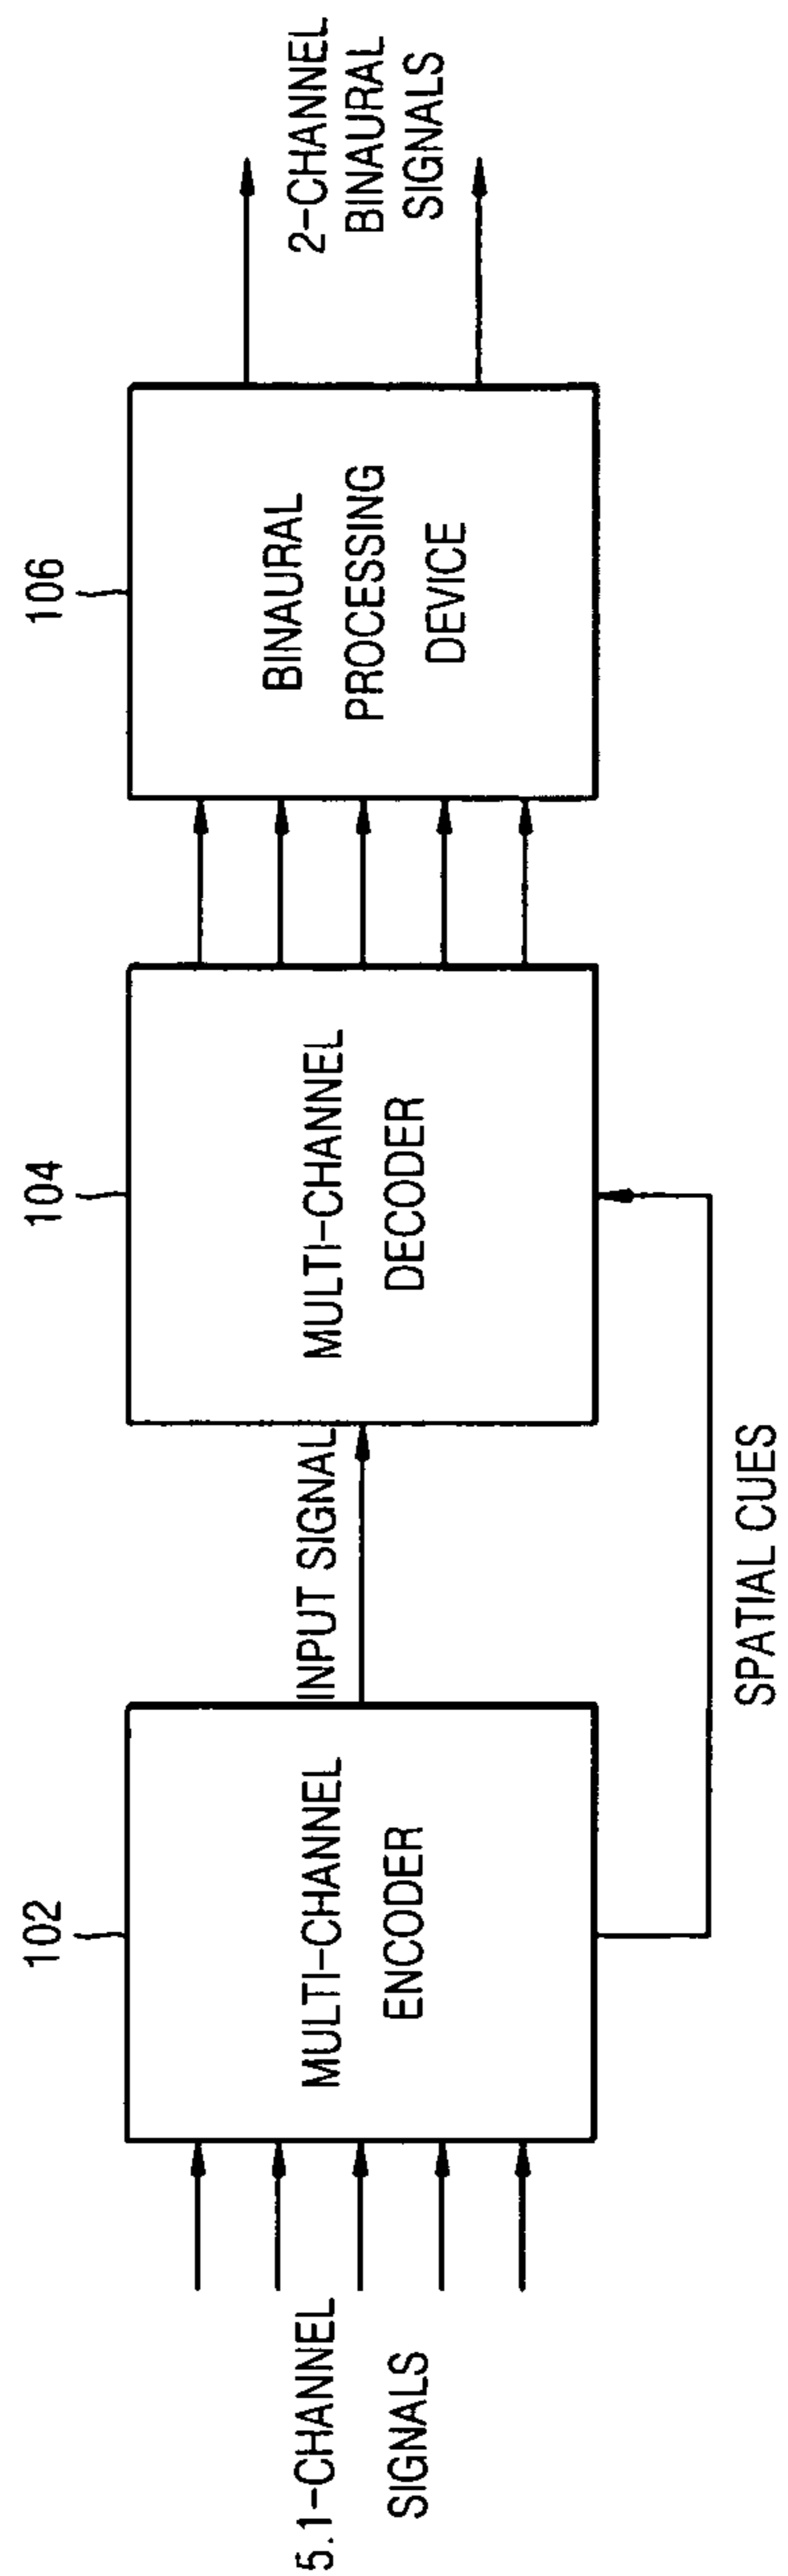 102
104
106
5.1-CHANNEL
SIGNALS
MULTI-CHANNEL
ENCODER
INPUT SIGNAL
MULTI-CHANNEL
DECODER
BINAURAL
PROCESSING
DEVICE
2-CHANNEL
BINAURAL
SIGNALS
SPATIAL CUES